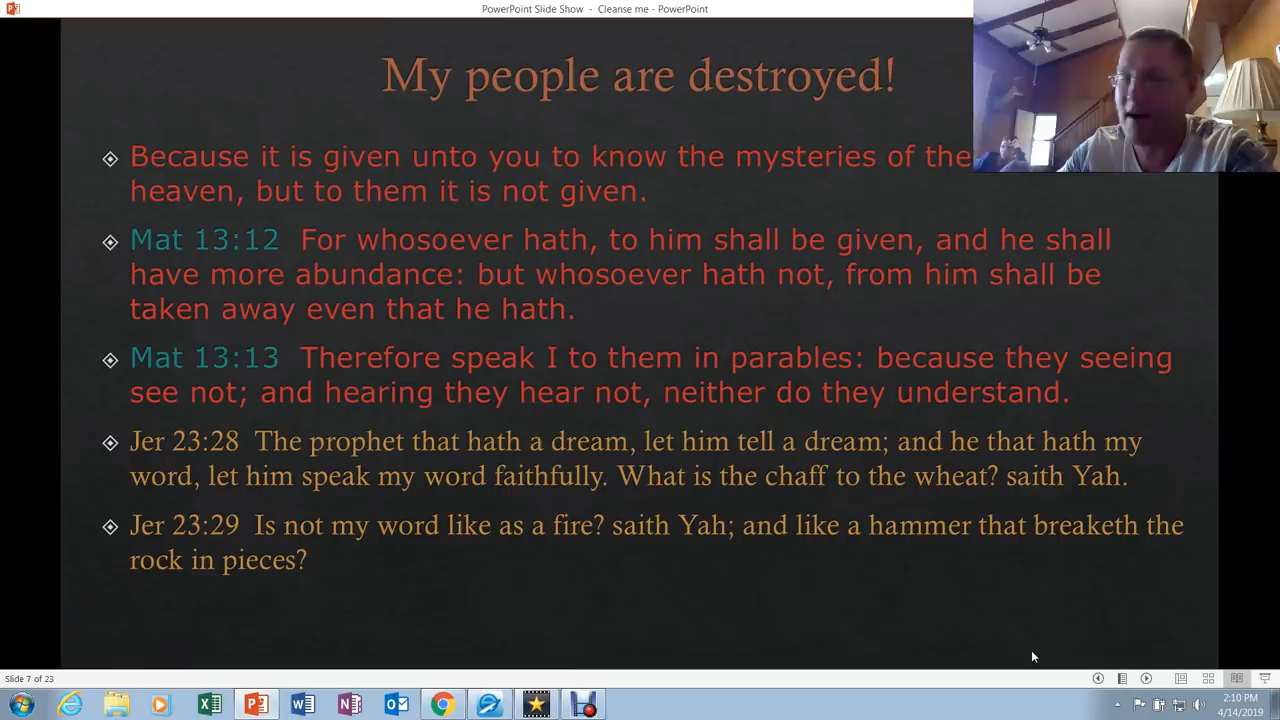 PowerPoint Slide Show - Cleanse me - PowerPoint
My people are destroyed!
Because it is given unto you to know the mysteries of the
heaven, but to them it is not given.
Mat 13:12 For whosoever hath, to him shall be given, and he shall
have more abundance: but whosoever hath not, from him shall be
taken away even that he hath.
Mat 13:13 Therefore speak I to them in parables: because they seeing
see not; and hearing they hear not, neither do they understand.
Jer 23:28 The prophet that hath a dream, let him tell a dream; and he that hath my
word, let him speak my word faithfully. What is the chaff to the wheat? saith Yah.
Jer 23:29 Is not my word like as a fire? saith Yah; and like a hammer that breaketh the
rock in pieces?
Slide 7 of 23
2:10 PM
4/14/2019